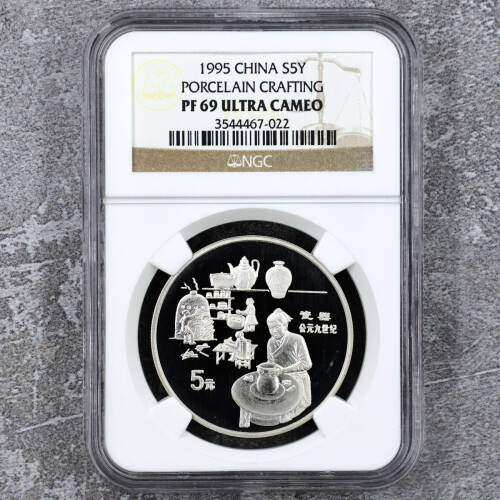 1995 CHINA S5Y
PORCELAIN CRAFTING
PF 69 ULTRA CAMEO
3544467-022
NGC
瓷器
公元九世纪
5元